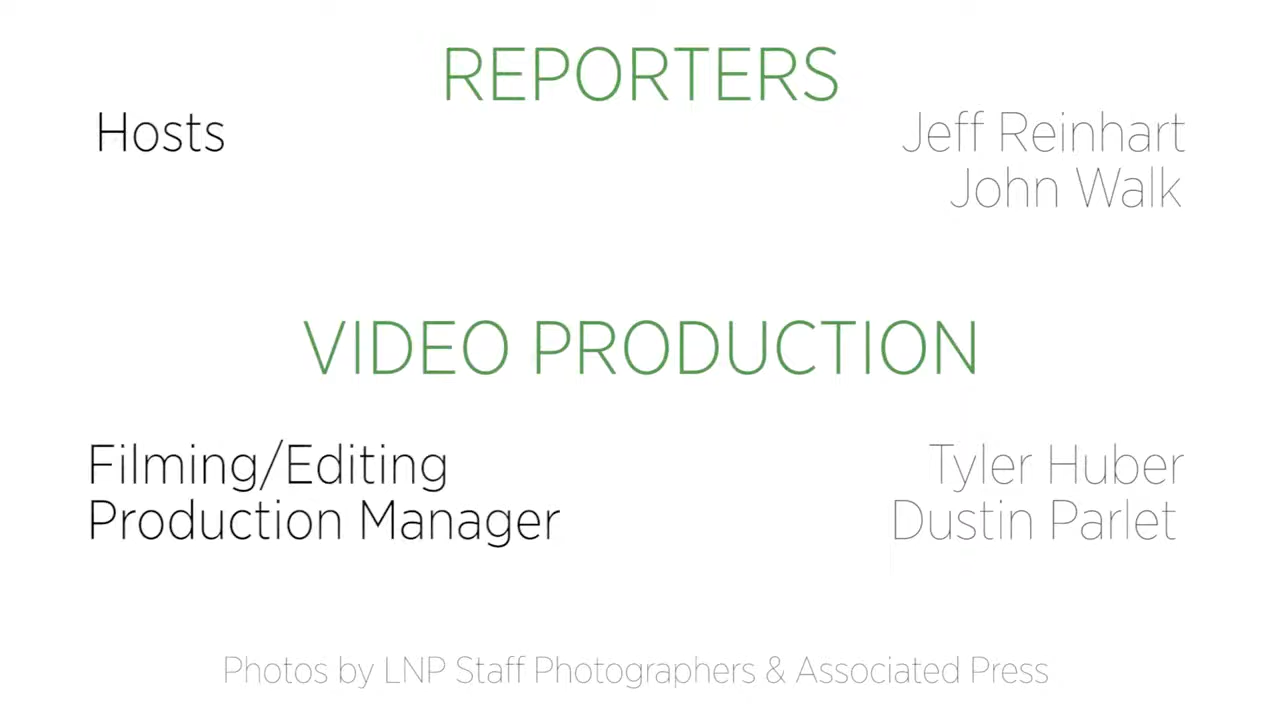 REPORTERS
Hosts Jeff Reinhart
John Walk
VIDEO PRODUCTION
Filming/Editing Tyler Huber
Production Manager Dustin Parlet
Photos by LNP Staff Photographers & Associated Press